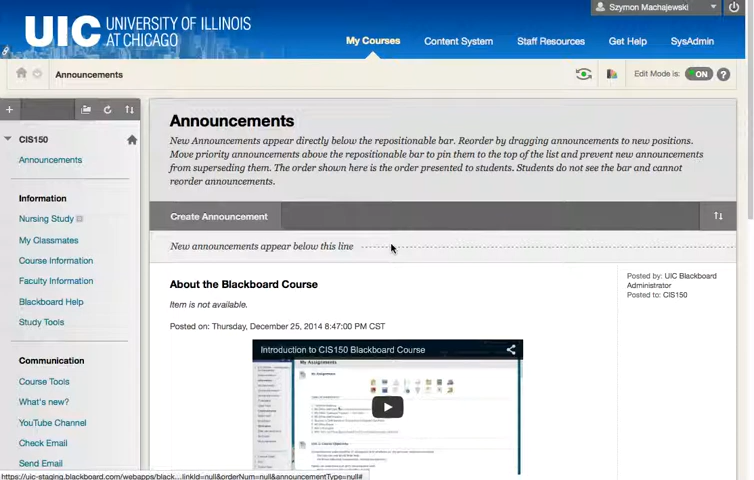 Szymon Machajewski
UIC UNIVERSITY OF ILLINOIS
AT CHICAGO
My Courses
Content System
Staff Resources
Get Help
SysAdmin
Announcements
Edit Mode is:
ON
?
CIS150
Announcements
Information
Nursing Study
My Classmates
Course Information
Faculty Information
Blackboard Help
Study Tools
Communication
Course Tools
What's new?
YouTube Channel
Check Email
Send Email
Announcements
New Announcements appear directly below the repositionable bar. Reorder by dragging announcements to new positions.
Move priority announcements above the repositionable bar to pin them to the top of the list and prevent new announcements
from superseding them. The order shown here is the order presented to students. Students do not see the bar and cannot
reorder announcements.
Create Announcement
New announcements appear below this line
About the Blackboard Course
Item is not available.
Posted on: Thursday, December 25, 2014 8:47:00 PM CST
Posted by: UIC Blackboard
Administrator
Posted to: CIS150
Introduction to CIS150 Blackboard Course
My Assignments
https://uic-staging.blackboard.com/webapps/black...linkId=null&orderNum=null&announcementType=null#